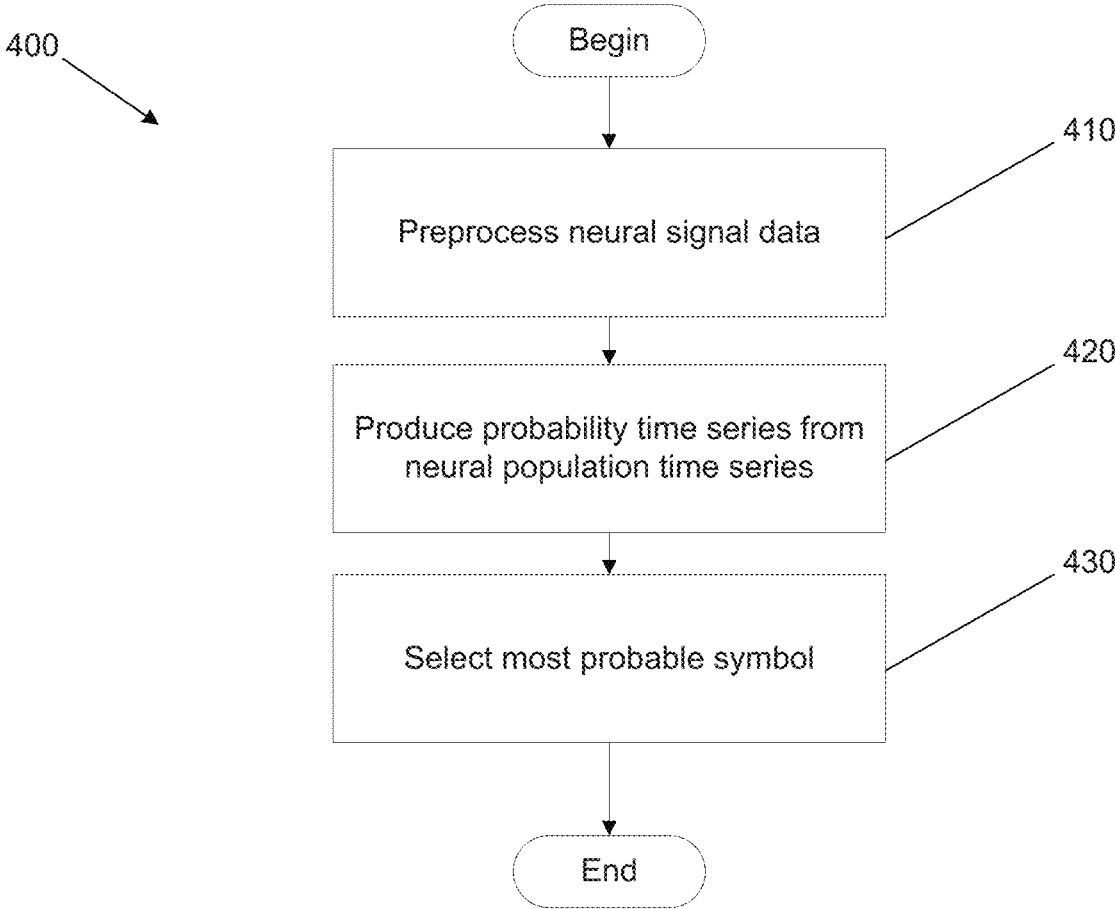 400
Begin
410
Preprocess neural signal data
420
Produce probability time series from
neural population time series
430
Select most probable symbol
End